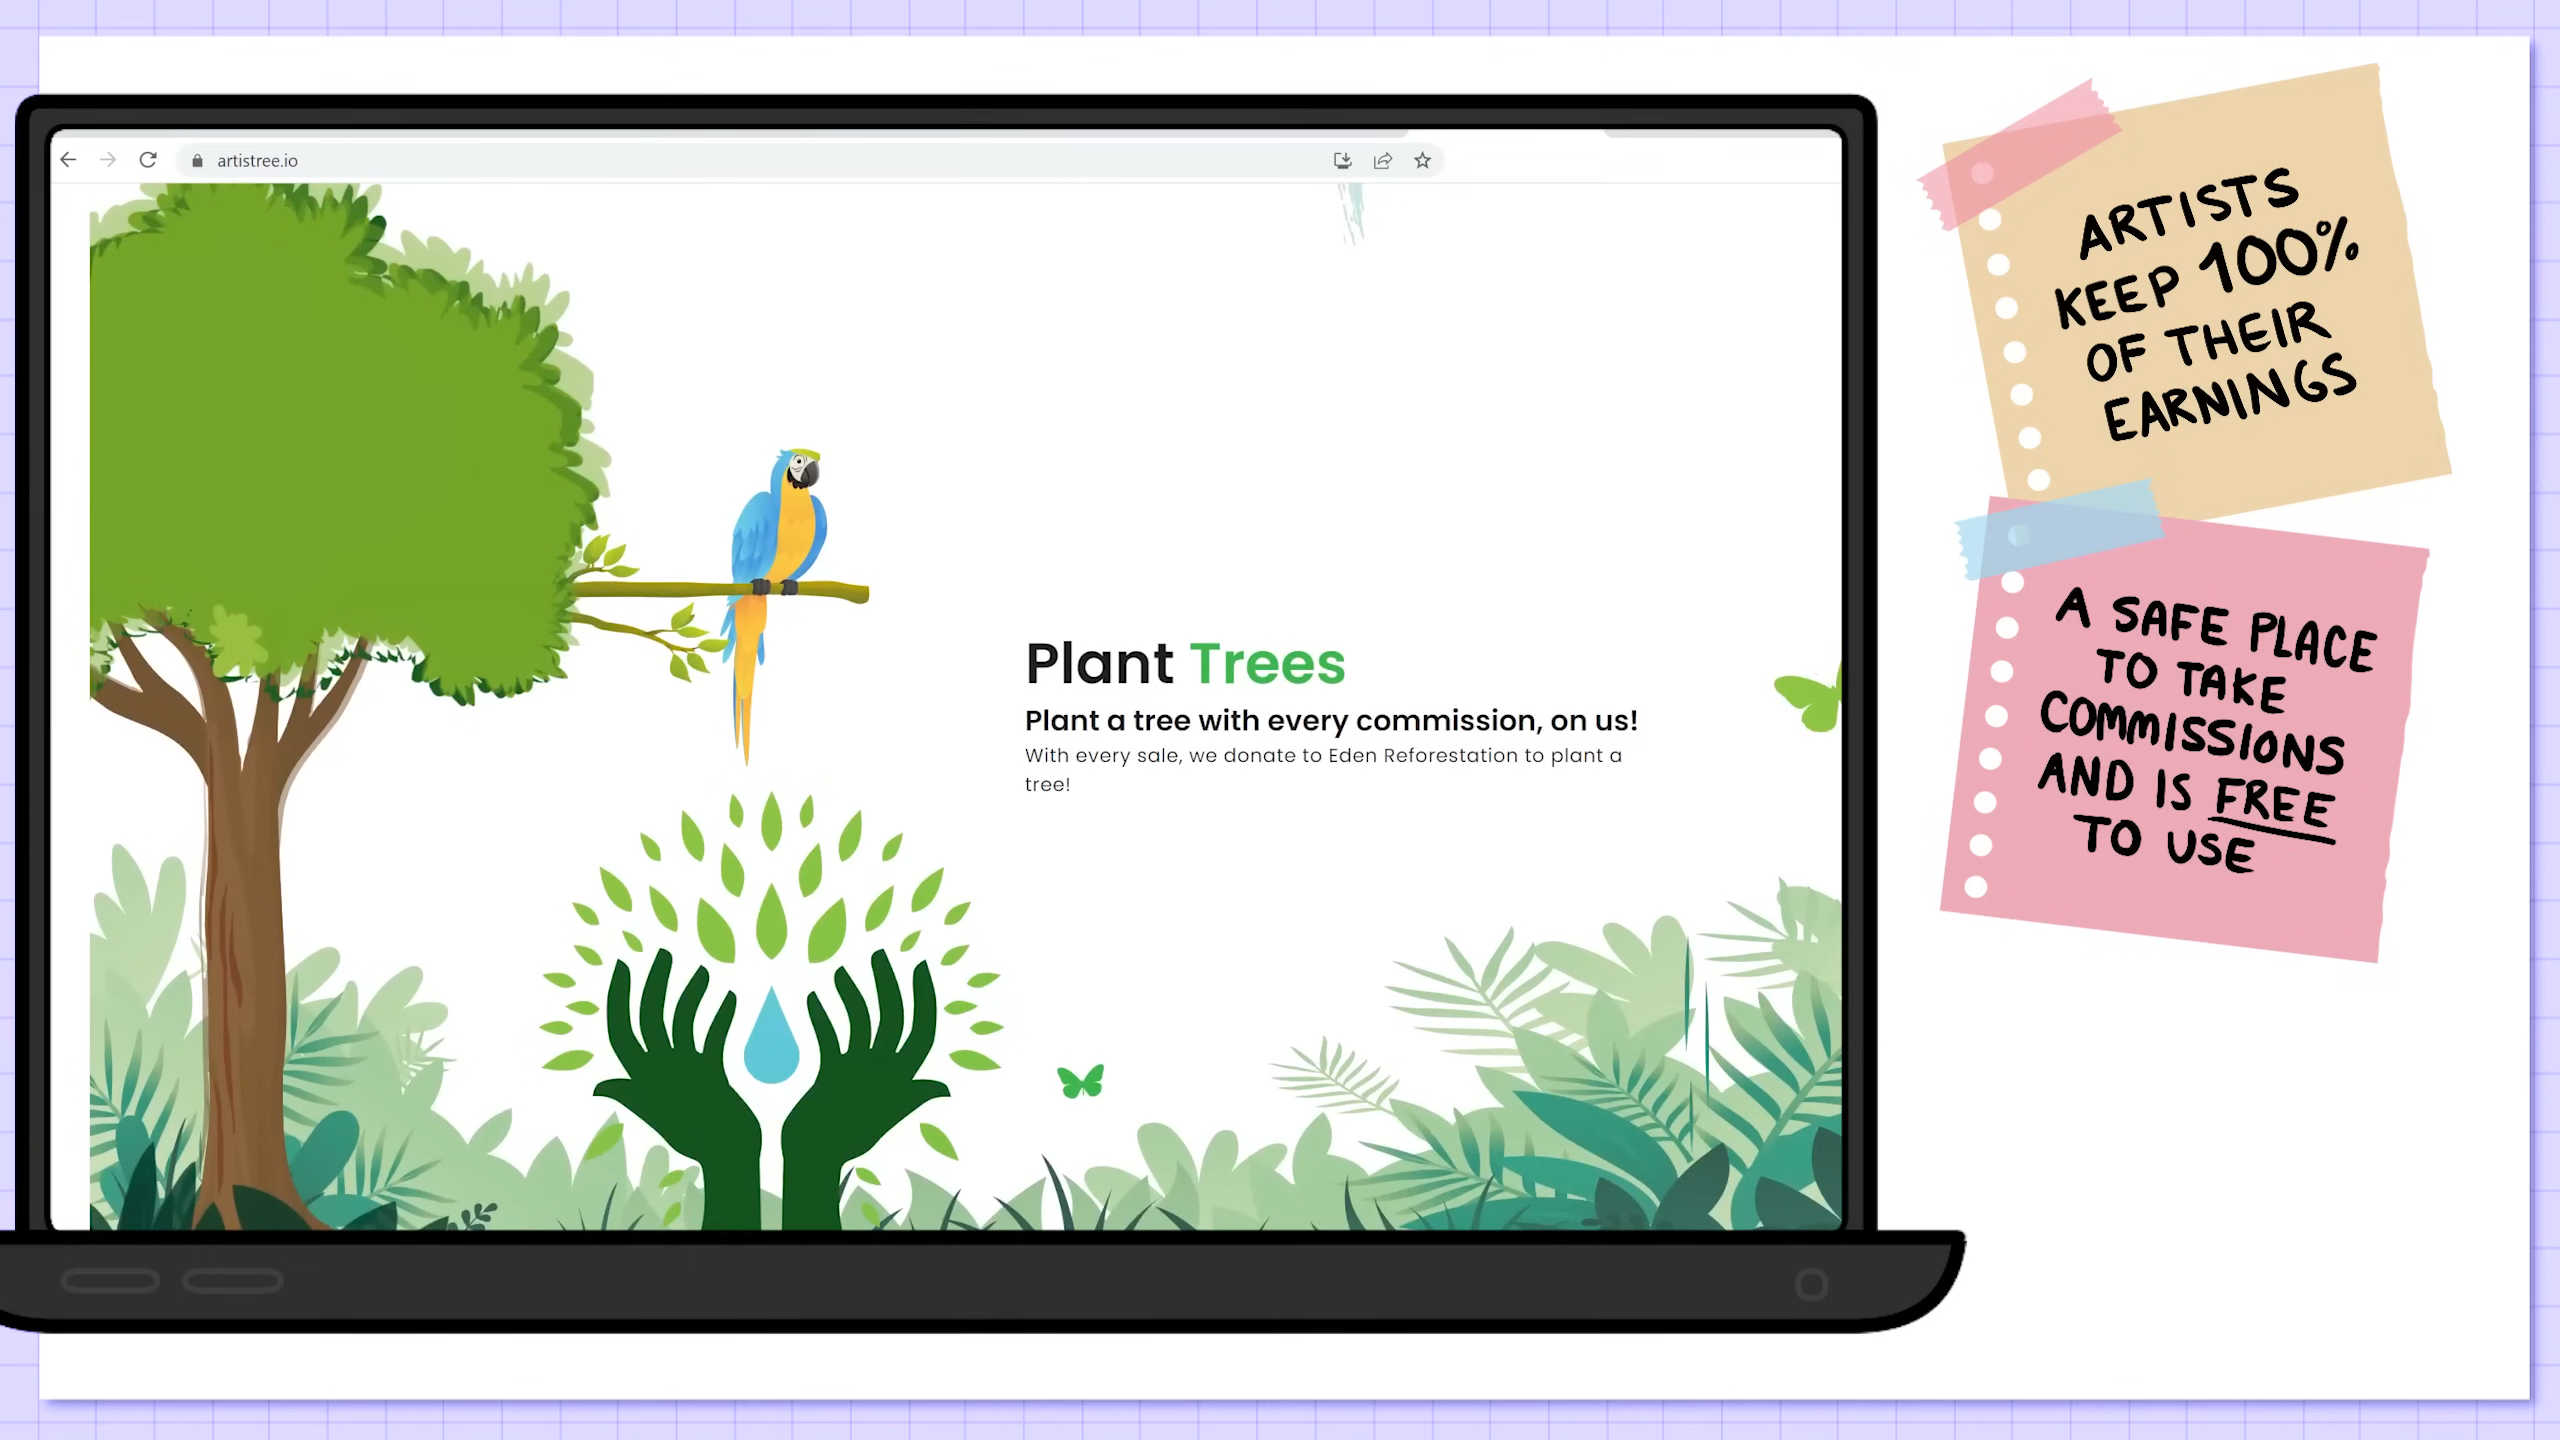 artistree.io
Plant Trees
Plant a tree with every commission, on us!
With every sale, we donate to Eden Reforestation to plant a
tree!
ARTISTS
KEEP 100%
OF THEIR
EARNINGS
A SAFE PLACE
TO TAKE
COMMISSIONS
AND IS FREE
TO USE